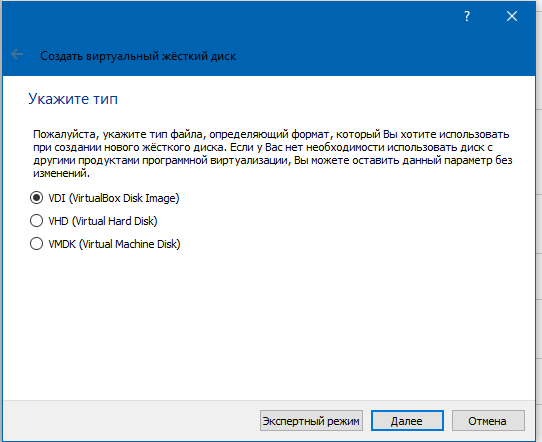 ?
Создать виртуальный жёсткий диск
Укажите тип
Пожалуйста, укажите тип файла, определяющий формат, который Вы хотите использовать
при создании нового жёсткого диска. Если у Вас нет необходимости использовать диск с
другими продуктами программной виртуализации, Вы можете оставить данный параметр без
изменений.
VDI (VirtualBox Disk Image)
VHD (Virtual Hard Disk)
VMDK (Virtual Machine Disk)
Экспертный режим Далее Отмена